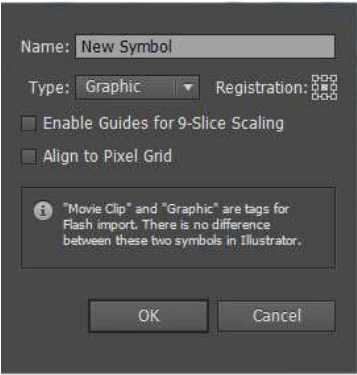 Name: New Symbol
Type: Graphic Registration:
Enable Guides for 9-Slice Scaling
Align to Pixel Grid
"Movie Clip" and "Graphic" are tags for
Flash import. There is no difference
between these two symbols in Illustrator.
OK Cancel